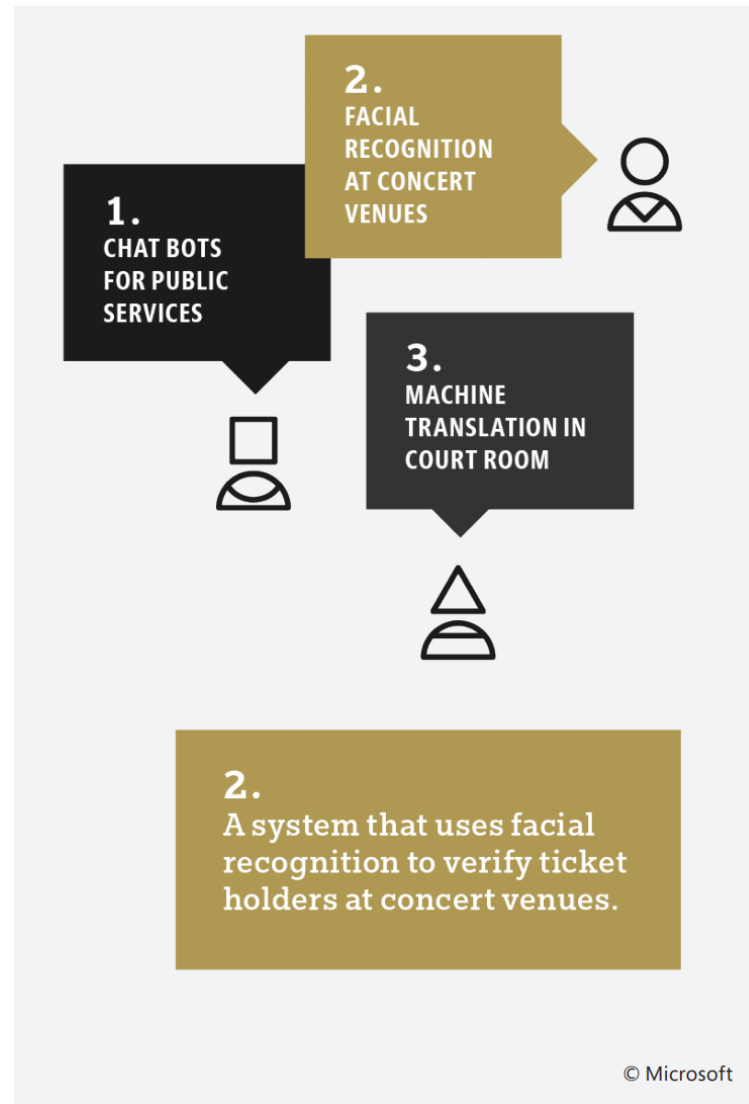 1.
CHAT BOTS
FOR PUBLIC
SERVICES
2.
FACIAL
RECOGNITION
AT CONCERT
VENUES
3.
MACHINE
TRANSLATION IN
COURT ROOM
2.
A system that uses facial
recognition to verify ticket
holders at concert venues.
© Microsoft